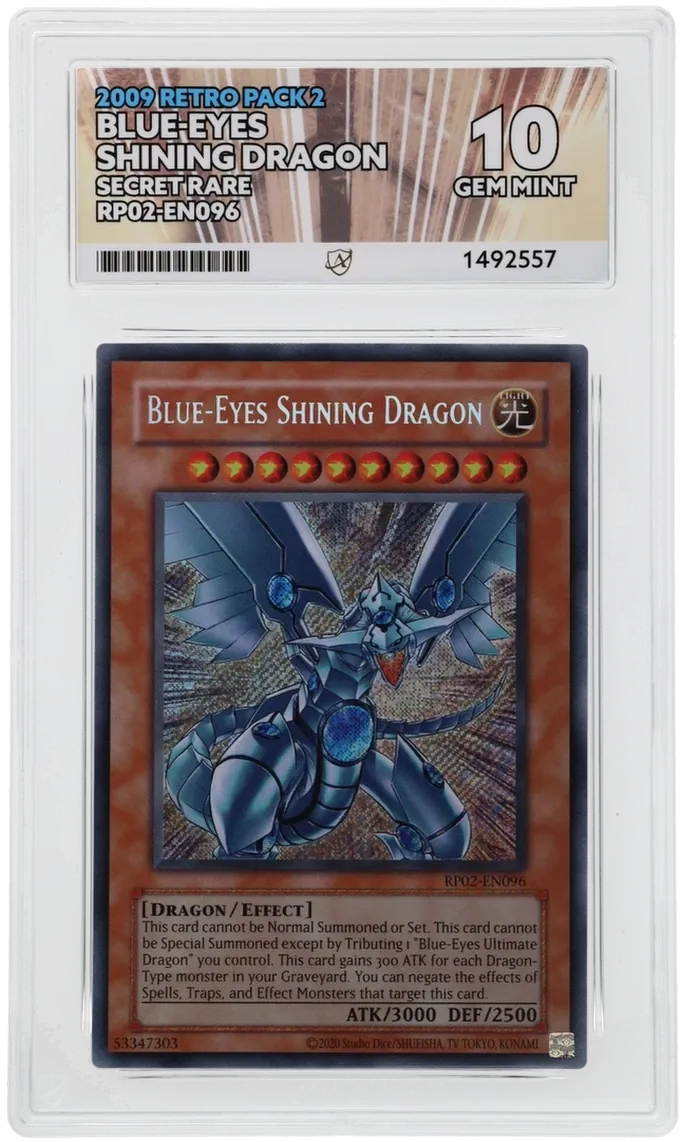 2009 RETRO PACK 2
BLUE-EYES
SHINING DRAGON
SECRET RARE
RP02-EN096
10
GEM MINT
1492557
BLUE-EYES SHINING DRAGON
LIGHT
光
RP02-EN096
[DRAGON / EFFECT]
This card cannot be Normal Summoned or Set. This card cannot
be Special Summoned except by Tributing 1 "Blue-Eyes Ultimate
Dragon" you control. This card gains 300 ATK for each Dragon-
Type monster in your Graveyard. You can negate the effects of
Spells, Traps, and Effect Monsters that target this card.
ATK/3000 DEF/2500
53347303
©2020 Studio Dice/SHUEISHA, TV TOKYO, KONAMI